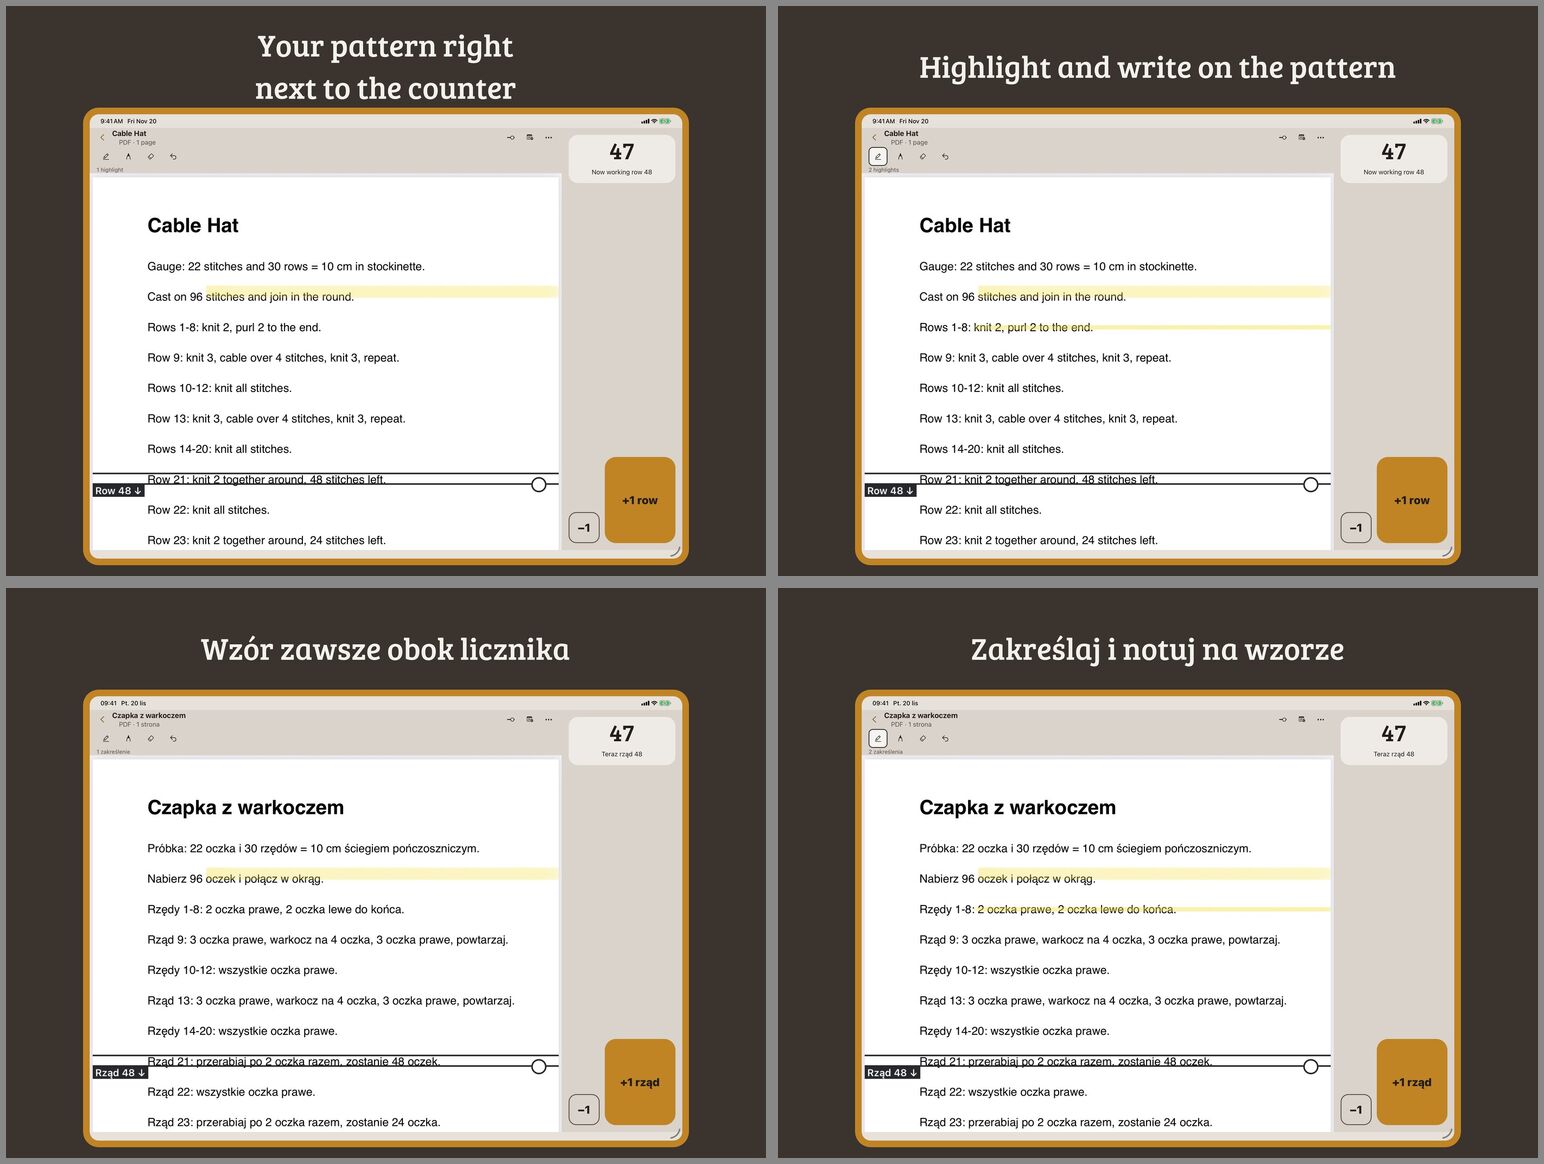 Your pattern right
next to the counter
9:41 AM Fri Nov 20
Cable Hat
PDF · 1 page
1 highlight
47
Now working row 48
Cable Hat
Gauge: 22 stitches and 30 rows = 10 cm in stockinette.
Cast on 96 stitches and join in the round.
Rows 1-8: knit 2, purl 2 to the end.
Row 9: knit 3, cable over 4 stitches, knit 3, repeat.
Rows 10-12: knit all stitches.
Row 13: knit 3, cable over 4 stitches, knit 3, repeat.
Rows 14-20: knit all stitches.
Row 21: knit 2 together around, 48 stitches left.
Row 48 ↓
Row 22: knit all stitches.
Row 23: knit 2 together around, 24 stitches left.
+1 row
−1
Highlight and write on the pattern
9:41 AM Fri Nov 20
Cable Hat
PDF · 1 page
2 highlights
47
Now working row 48
Cable Hat
Gauge: 22 stitches and 30 rows = 10 cm in stockinette.
Cast on 96 stitches and join in the round.
Rows 1-8: knit 2, purl 2 to the end.
Row 9: knit 3, cable over 4 stitches, knit 3, repeat.
Rows 10-12: knit all stitches.
Row 13: knit 3, cable over 4 stitches, knit 3, repeat.
Rows 14-20: knit all stitches.
Row 21: knit 2 together around, 48 stitches left.
Row 48 ↓
Row 22: knit all stitches.
Row 23: knit 2 together around, 24 stitches left.
+1 row
−1
Wzór zawsze obok licznika
09:41 Pt. 20 lis
Czapka z warkoczem
PDF · 1 strona
1 zakreślenie
47
Teraz rząd 48
Czapka z warkoczem
Próbka: 22 oczka i 30 rzędów = 10 cm ściegiem pończoszniczym.
Nabierz 96 oczek i połącz w okrąg.
Rzędy 1-8: 2 oczka prawe, 2 oczka lewe do końca.
Rząd 9: 3 oczka prawe, warkocz na 4 oczka, 3 oczka prawe, powtarzaj.
Rzędy 10-12: wszystkie oczka prawe.
Rząd 13: 3 oczka prawe, warkocz na 4 oczka, 3 oczka prawe, powtarzaj.
Rzędy 14-20: wszystkie oczka prawe.
Rząd 21: przerabiaj po 2 oczka razem, zostanie 48 oczek.
Rząd 48 ↓
Rząd 22: wszystkie oczka prawe.
Rząd 23: przerabiaj po 2 oczka razem, zostanie 24 oczka.
+1 rząd
−1
Zakreślaj i notuj na wzorze
09:41 Pt. 20 lis
Czapka z warkoczem
PDF · 1 strona
2 zakreślenia
47
Teraz rząd 48
Czapka z warkoczem
Próbka: 22 oczka i 30 rzędów = 10 cm ściegiem pończoszniczym.
Nabierz 96 oczek i połącz w okrąg.
Rzędy 1-8: 2 oczka prawe, 2 oczka lewe do końca.
Rząd 9: 3 oczka prawe, warkocz na 4 oczka, 3 oczka prawe, powtarzaj.
Rzędy 10-12: wszystkie oczka prawe.
Rząd 13: 3 oczka prawe, warkocz na 4 oczka, 3 oczka prawe, powtarzaj.
Rzędy 14-20: wszystkie oczka prawe.
Rząd 21: przerabiaj po 2 oczka razem, zostanie 48 oczek.
Rząd 48 ↓
Rząd 22: wszystkie oczka prawe.
Rząd 23: przerabiaj po 2 oczka razem, zostanie 24 oczka.
+1 rząd
−1